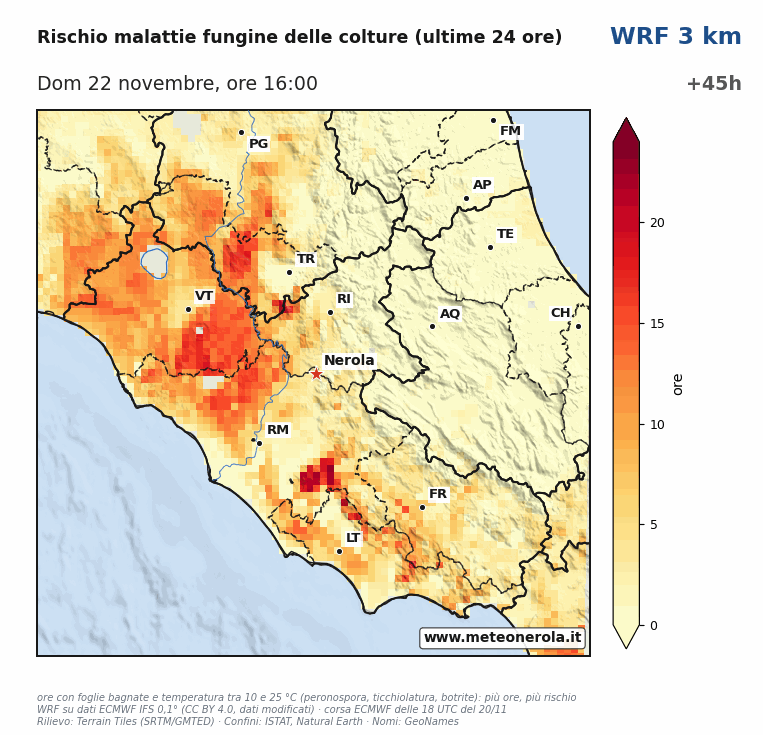 Rischio malattie fungine delle colture (ultime 24 ore)
WRF 3 km
Dom 22 novembre, ore 16:00
+45h
FM
PG
AP
TE
TR
VT
RI
AQ
CH
Nerola
RM
FR
LT
www.meteonerola.it
20
15
10
5
0
ore
ore con foglie bagnate e temperatura tra 10 e 25 °C (peronospora, ticchiolatura, botrite): più ore, più rischio
WRF su dati ECMWF IFS 0,1° (CC BY 4.0, dati modificati) · corsa ECMWF delle 18 UTC del 20/11
Rilievo: Terrain Tiles (SRTM/GMTED) · Confini: ISTAT, Natural Earth · Nomi: GeoNames